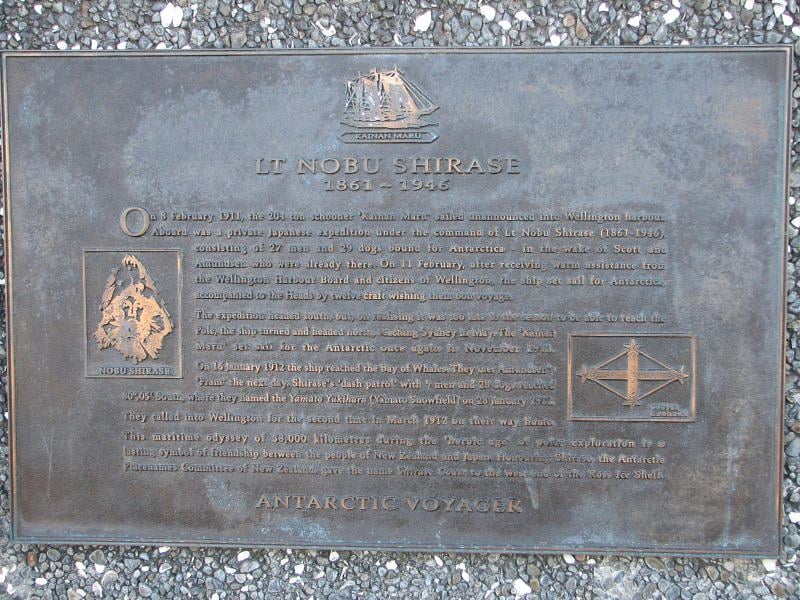 KAINAN MARU
LT NOBU SHIRASE
1861 ~ 1946
On 8 February 1911, the 204 ton schooner 'Kainan Maru' sailed unannounced into Wellington harbour.
Aboard was a private Japanese expedition under the command of Lt Nobu Shirase (1861-1946),
consisting of 27 men and 29 dogs bound for Antarctica - in the wake of Scott and
Amundsen who were already there. On 11 February, after receiving warm assistance from
the Wellington Harbour Board and citizens of Wellington, the ship set sail for Antarctica,
accompanied to the Heads by twelve craft wishing them bon voyage.
The expedition headed south, but, on realising it was too late in the season to be able to reach the
Pole, the ship turned and headed north, reaching Sydney in May. The 'Kainan
Maru' set sail for the Antarctic once again in November 1911.
On 16 January 1912 the ship reached the Bay of Whales. They met Amundsen's
'Fram' the next day. Shirase's 'dash patrol' with men and 28 dogs reached
80°,05' South, where they named the Yamato Yukihara (Yamato Snowfield) on 28 January
They called into Wellington for the second time in March 1912 on their way home.
This maritime odyssey of 58,000 kilometres during the 'heroic age' of polar exploration is a
lasting symbol of friendship between the people of New Zealand and Japan. Honouring Shirase, the Antarctic
Placenames Committee of New Zealand, gave the name Shirase Coast to the west end of the Ross Ice Shelf.
NOBU SHIRASE
ANTARCTIC VOYAGER